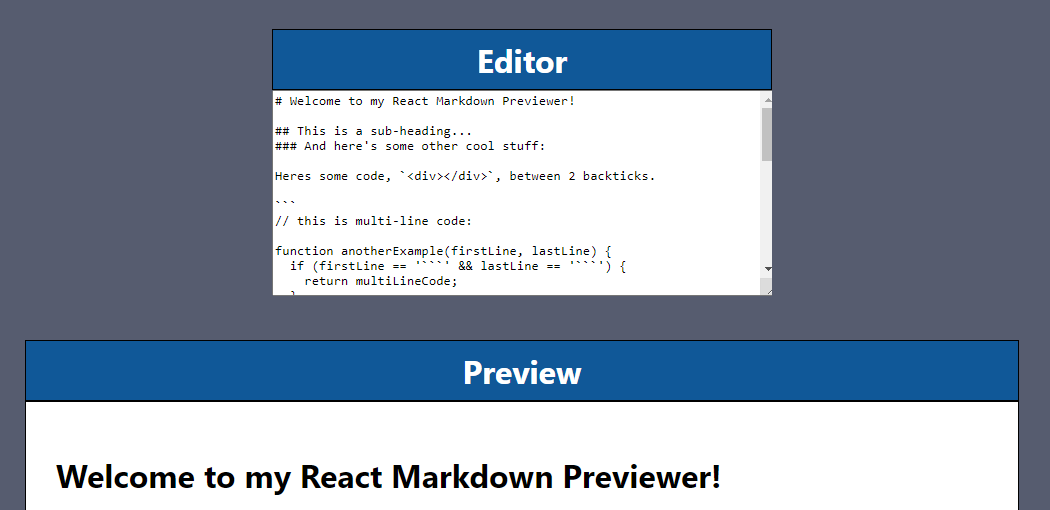 Editor
# Welcome to my React Markdown Previewer!
## This is a sub-heading...
### And here's some other cool stuff:
Heres some code, `<div></div>`, between 2 backticks.
```
// this is multi-line code:
function anotherExample(firstLine, lastLine) {
  if (firstLine == '```' && lastLine == '```') {
    return multiLineCode;
Preview
Welcome to my React Markdown Previewer!